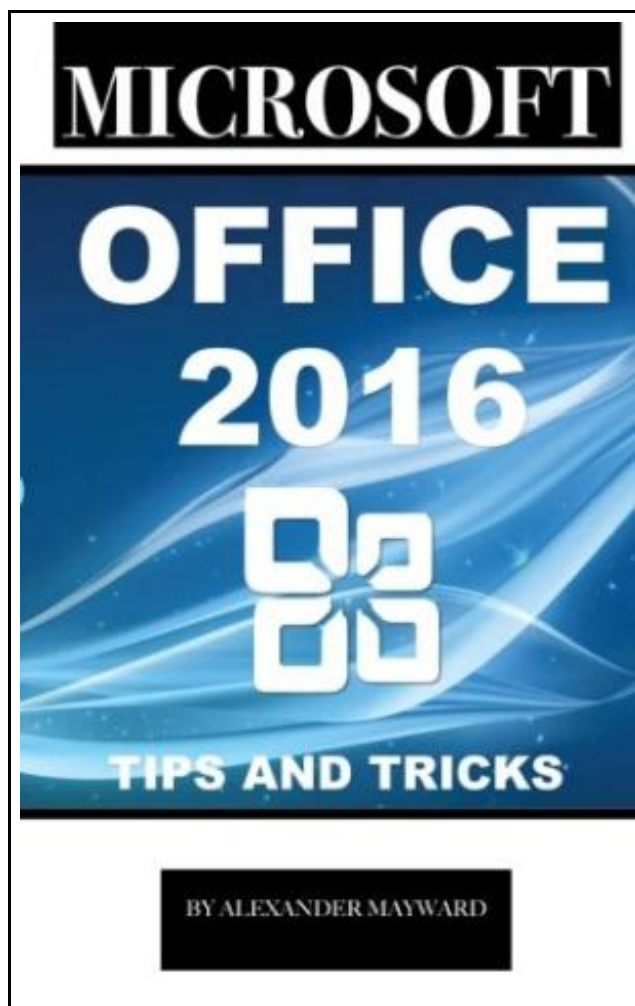 MICROSOFT
OFFICE
2016
TIPS AND TRICKS
BY ALEXANDER MAYWARD